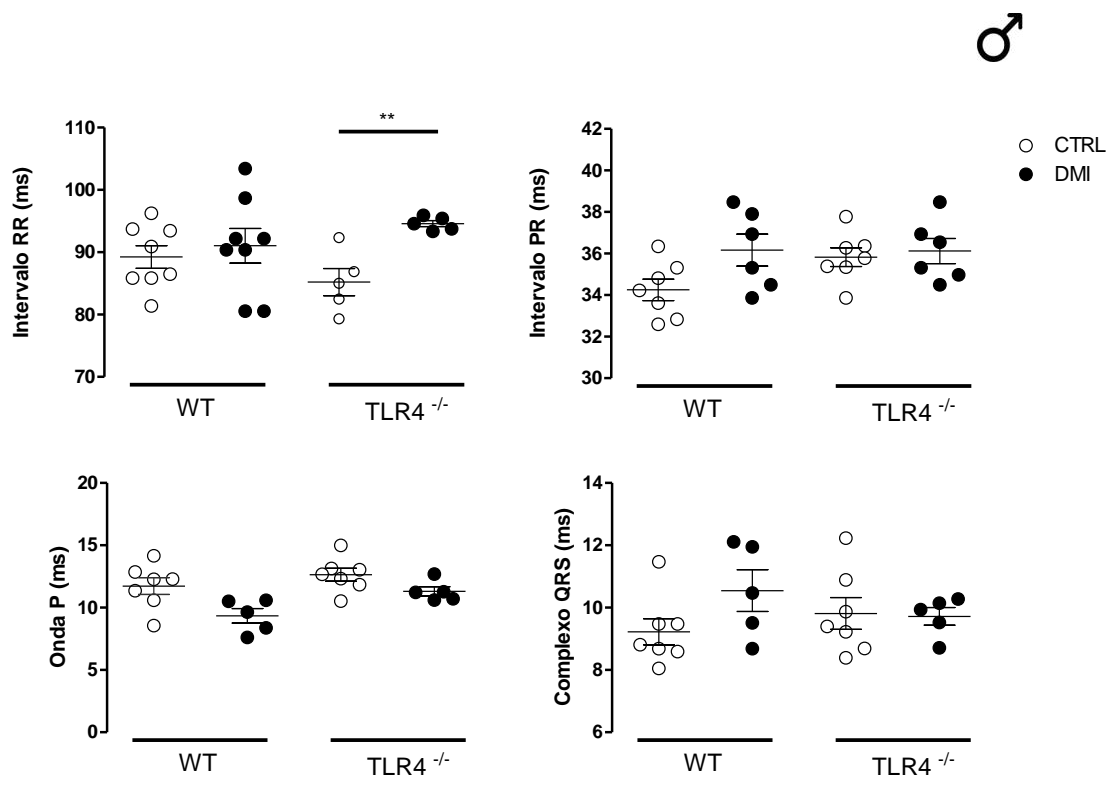 ♂
110
100
90
80
70
Intervalo RR (ms)
**
WT
TLR4 -/-
42
40
38
36
34
32
30
Intervalo PR (ms)
WT
TLR4 -/-
CTRL
DMI
20
15
10
5
0
Onda P (ms)
WT
TLR4 -/-
14
12
10
8
6
Complexo QRS (ms)
WT
TLR4 -/-